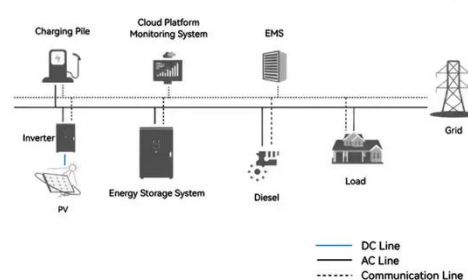 Cloud Platform
Monitoring System
Charging Pile
EMS
Inverter
Grid
Energy Storage System
Diesel
Load
PV
DC Line
AC Line
Communication Line